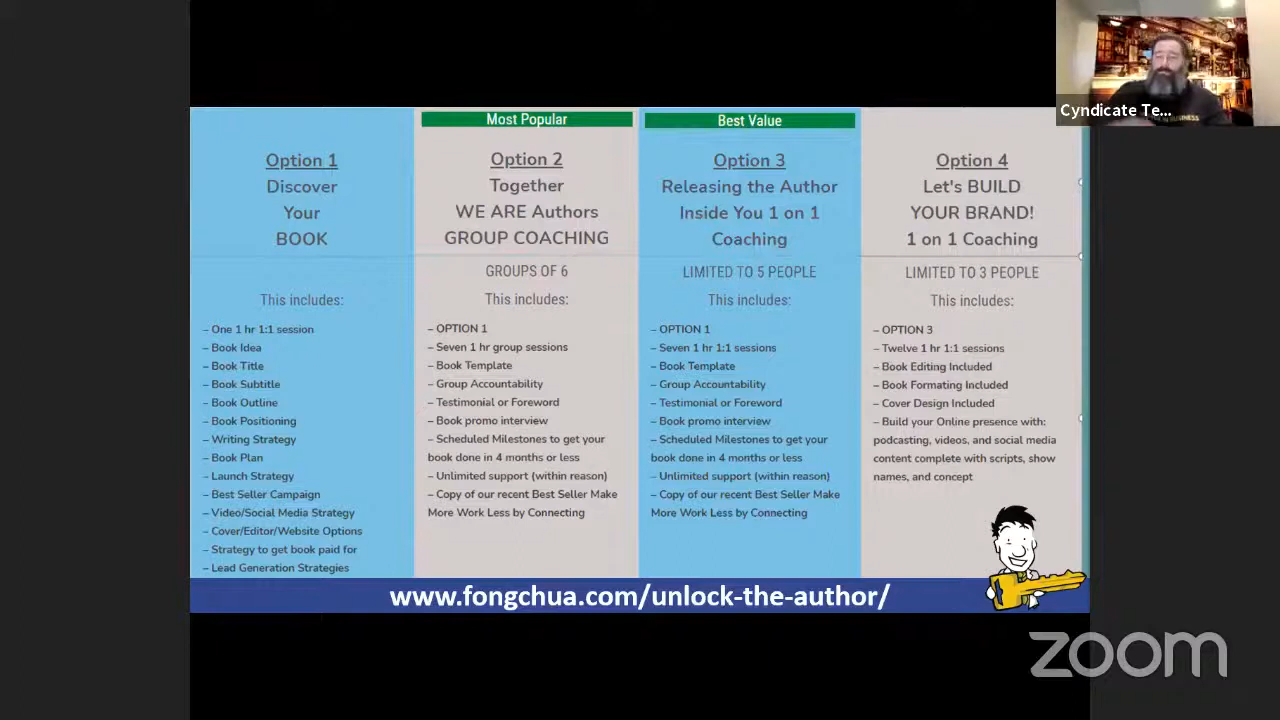 Cyndicate Te...
Most Popular
Best Value
Option 1
Discover
Your
BOOK
This includes:
– One 1 hr 1:1 session
– Book Idea
– Book Title
– Book Subtitle
– Book Outline
– Book Positioning
– Writing Strategy
– Book Plan
– Launch Strategy
– Best Seller Campaign
– Video/Social Media Strategy
– Cover/Editor/Website Options
– Strategy to get book paid for
– Lead Generation Strategies
Option 2
Together
WE ARE Authors
GROUP COACHING
GROUPS OF 6
This includes:
– OPTION 1
– Seven 1 hr group sessions
– Book Template
– Group Accountability
– Testimonial or Foreword
– Book promo interview
– Scheduled Milestones to get your
book done in 4 months or less
– Unlimited support (within reason)
– Copy of our recent Best Seller Make
More Work Less by Connecting
Option 3
Releasing the Author
Inside You 1 on 1
Coaching
LIMITED TO 5 PEOPLE
This includes:
– OPTION 1
– Seven 1 hr 1:1 sessions
– Book Template
– Group Accountability
– Testimonial or Foreword
– Book promo interview
– Scheduled Milestones to get your
book done in 4 months or less
– Unlimited support (within reason)
– Copy of our recent Best Seller Make
More Work Less by Connecting
Option 4
Let's BUILD
YOUR BRAND!
1 on 1 Coaching
LIMITED TO 3 PEOPLE
This includes:
– OPTION 3
– Twelve 1 hr 1:1 sessions
– Book Editing Included
– Book Formating Included
– Cover Design Included
– Build your Online presence with:
podcasting, videos, and social media
content complete with scripts, show
names, and concept
www.fongchua.com/unlock-the-author/
zoom